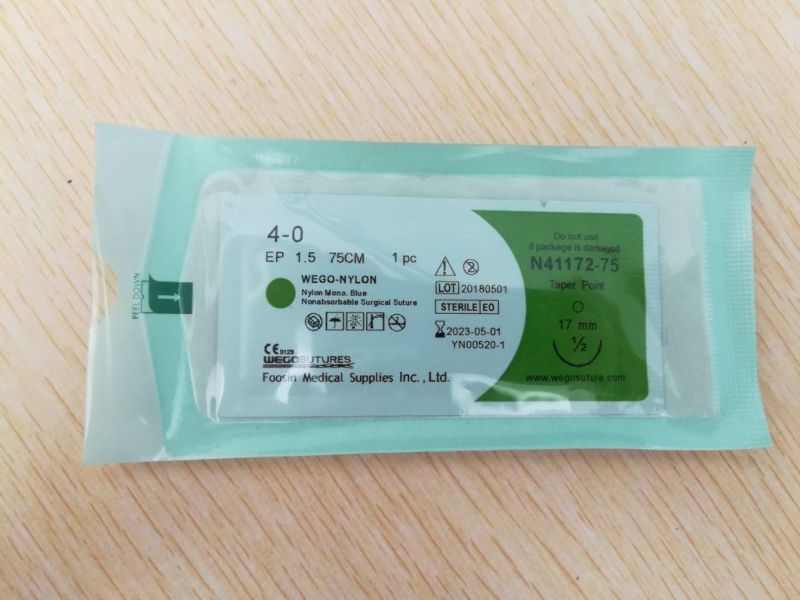 4-0
EP 1.5 75CM 1 pc
WEGO-NYLON
Nylon Mono. Blue
Nonabsorbable Surgical Suture
CE 0123
WEGOSUTURES
Foosin Medical Supplies Inc., Ltd.
LOT 20180501
STERILE EO
2023-05-01
YN00520-1
Do not use
if package is damaged
N41172-75
Taper Point
17 mm
1/2
www.wegosuture.com
PEEL DOWN